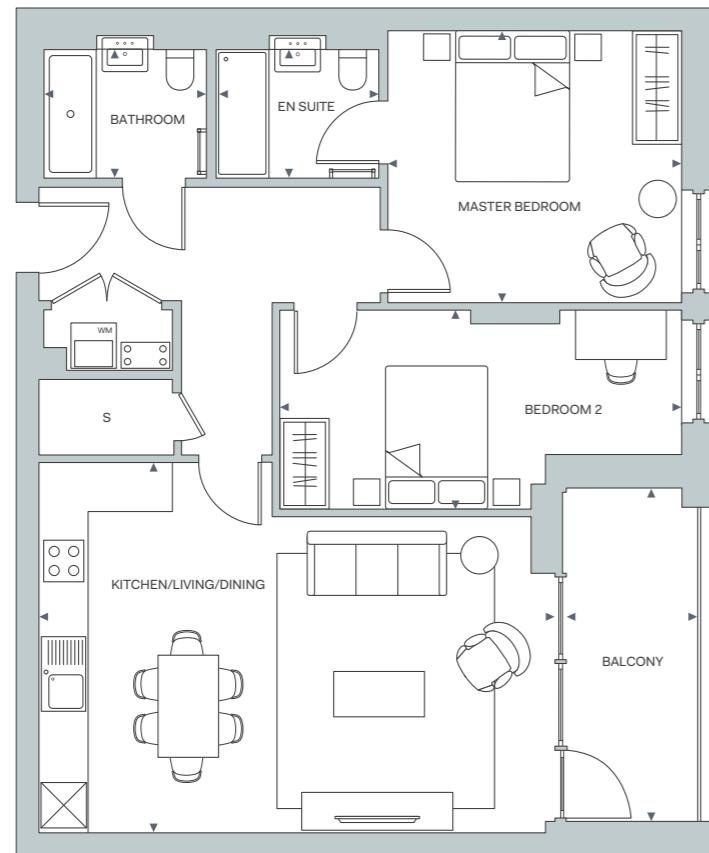 BATHROOM
EN SUITE
MASTER BEDROOM
WM
BEDROOM 2
S
KITCHEN/LIVING/DINING
BALCONY